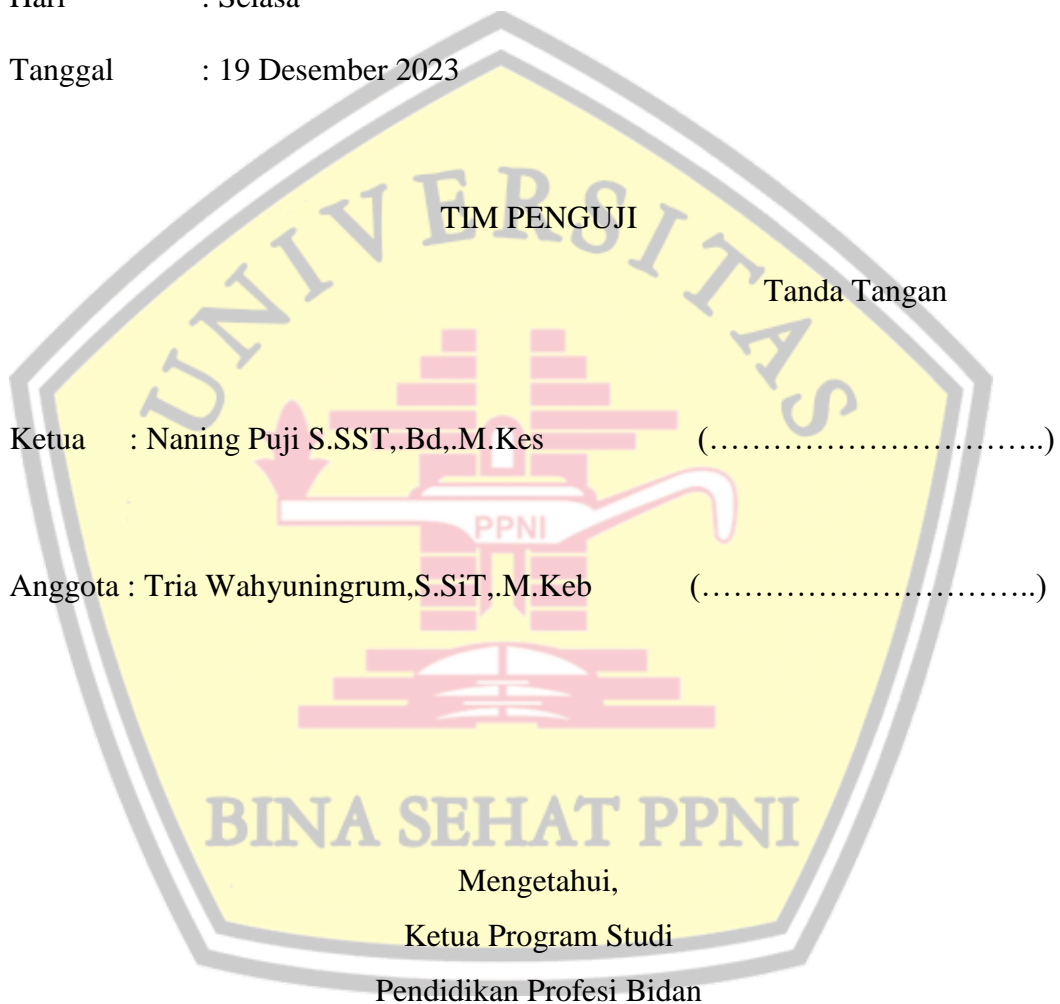 Hari : Selasa
Tanggal : 19 Desember 2023
UNIVERSITAS
TIM PENGUJI
Tanda Tangan
Ketua : Naning Puji S.SST,.Bd,.M.Kes (…………………………..)
PPNI
Anggota : Tria Wahyuningrum,S.SiT,.M.Keb (…………………………..)
BINA SEHAT PPNI
Mengetahui,
Ketua Program Studi
Pendidikan Profesi Bidan